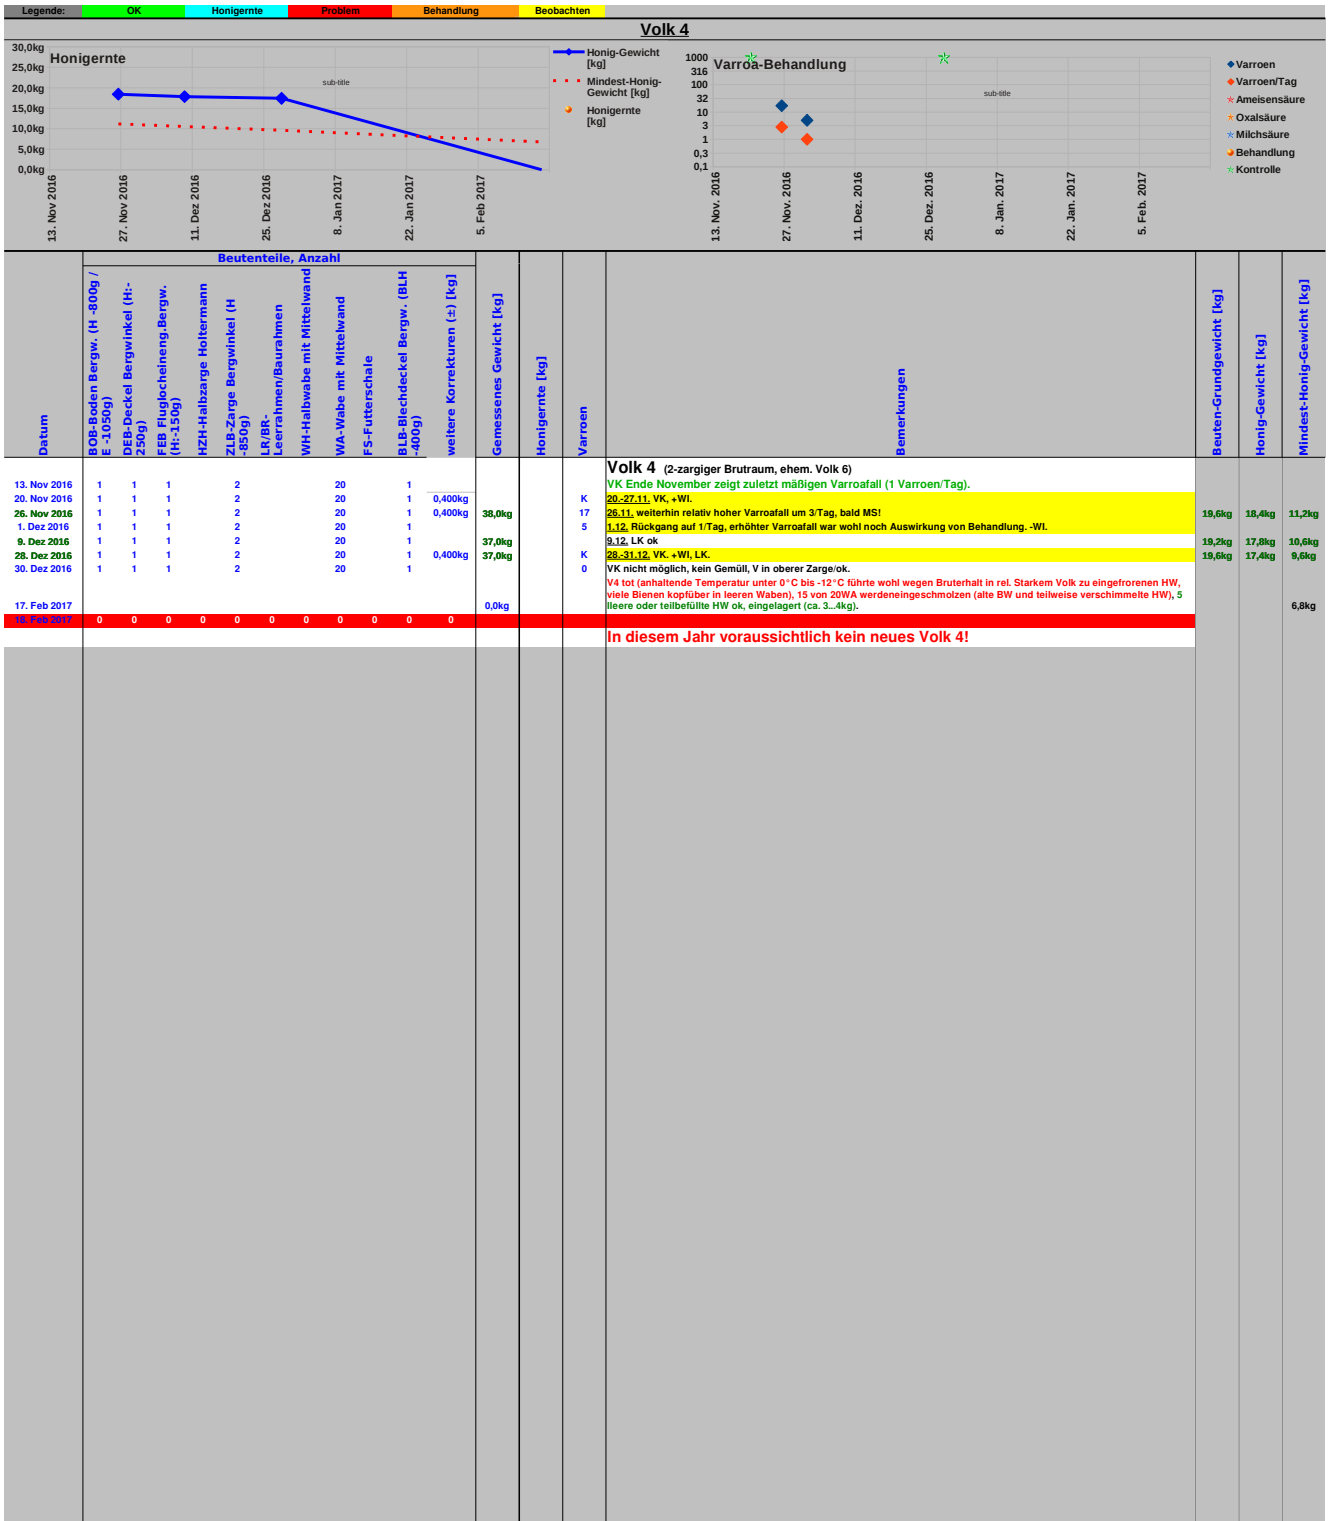 Legende: OK Honigernte Problem Behandlung Beobachten
Volk 4
Honigernte
sub-title
30,0kg
25,0kg
20,0kg
15,0kg
10,0kg
5,0kg
0,0kg
13. Nov 2016
27. Nov 2016
11. Dez 2016
25. Dez 2016
8. Jan 2017
22. Jan 2017
5. Feb 2017
Honig-Gewicht
[kg]
Mindest-Honig-
Gewicht [kg]
Honigernte
[kg]
Varroa-Behandlung
sub-title
1000
316
100
32
10
3
1
0,3
0,1
13. Nov. 2016
27. Nov. 2016
11. Dez. 2016
25. Dez. 2016
8. Jan. 2017
22. Jan. 2017
5. Feb. 2017
Varroen
Varroen/Tag
Ameisensäure
Oxalsäure
Milchsäure
Behandlung
Kontrolle
Beutenteile, Anzahl
Datum
BOB-Boden Bergw. (H -800g /
E -1050g)
DEB-Deckel Bergwinkel (H:-
250g)
FEB Fluglocheineng.Bergw.
(H:-150g)
HZH-Halbzarge Holtermann
ZLB-Zarge Bergwinkel (H
-850g)
LR/BR-
Leerrahmen/Baurahmen
WH-Halbwabe mit Mittelwand
WA-Wabe mit Mittelwand
FS-Futterschale
BLB-Blechdeckel Bergw. (BLH
-400g)
weitere Korrekturen (±) [kg]
Gemessenes Gewicht [kg]
Honigernte [kg]
Varroen
Bemerkungen
Beuten-Grundgewicht [kg]
Honig-Gewicht [kg]
Mindest-Honig-Gewicht [kg]
Volk 4 (2-zargiger Brutraum, ehem. Volk 6)
13. Nov 2016 1 1 1 2 20 1 VK Ende November zeigt zuletzt mäßigen Varroafall (1 Varroen/Tag).
20. Nov 2016 1 1 1 2 20 1 0,400kg K 20.-27.11. VK, +WI.
26. Nov 2016 1 1 1 2 20 1 0,400kg 38,0kg 17 26.11. weiterhin relativ hoher Varroafall um 3/Tag, bald MS! 19,6kg 18,4kg 11,2kg
1. Dez 2016 1 1 1 2 20 1 5 1.12. Rückgang auf 1/Tag, erhöhter Varroafall war wohl noch Auswirkung von Behandlung. -WI.
9. Dez 2016 1 1 1 2 20 1 37,0kg 9.12. LK ok 19,2kg 17,8kg 10,6kg
28. Dez 2016 1 1 1 2 20 1 0,400kg 37,0kg K 28.-31.12. VK. +WI, LK. 19,6kg 17,4kg 9,6kg
30. Dez 2016 1 1 1 2 20 1 0 VK nicht möglich, kein Gemüll, V in oberer Zarge/ok.
V4 tot (anhaltende Temperatur unter 0°C bis -12°C führte wohl wegen Bruterhalt in rel. Starkem Volk zu eingefrorenen HW,
viele Bienen kopfüber in leeren Waben), 15 von 20WA werdeneingeschmolzen (alte BW und teilweise verschimmelte HW), 5
17. Feb 2017 0,0kg lleere oder teilbefüllte HW ok, eingelagert (ca. 3...4kg). 6,8kg
18. Feb 2017 0 0 0 0 0 0 0 0 0 0 0
In diesem Jahr voraussichtlich kein neues Volk 4!